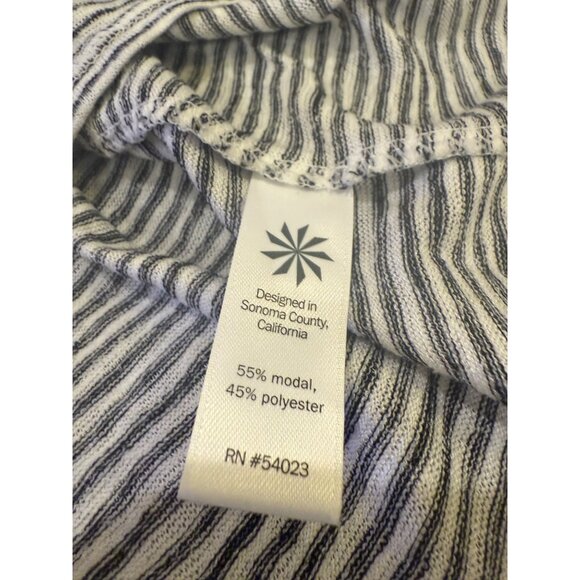 Designed in
Sonoma County,
California
55% modal,
45% polyester
RN #54023